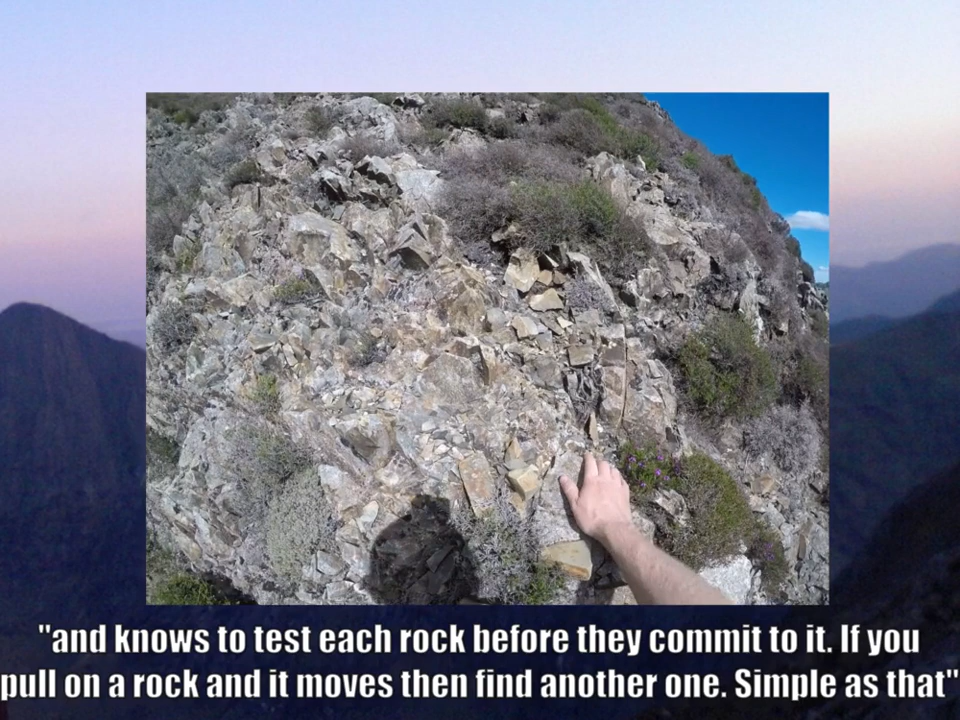 "and knows to test each rock before they commit to it. If you
pull on a rock and it moves then find another one. Simple as that"